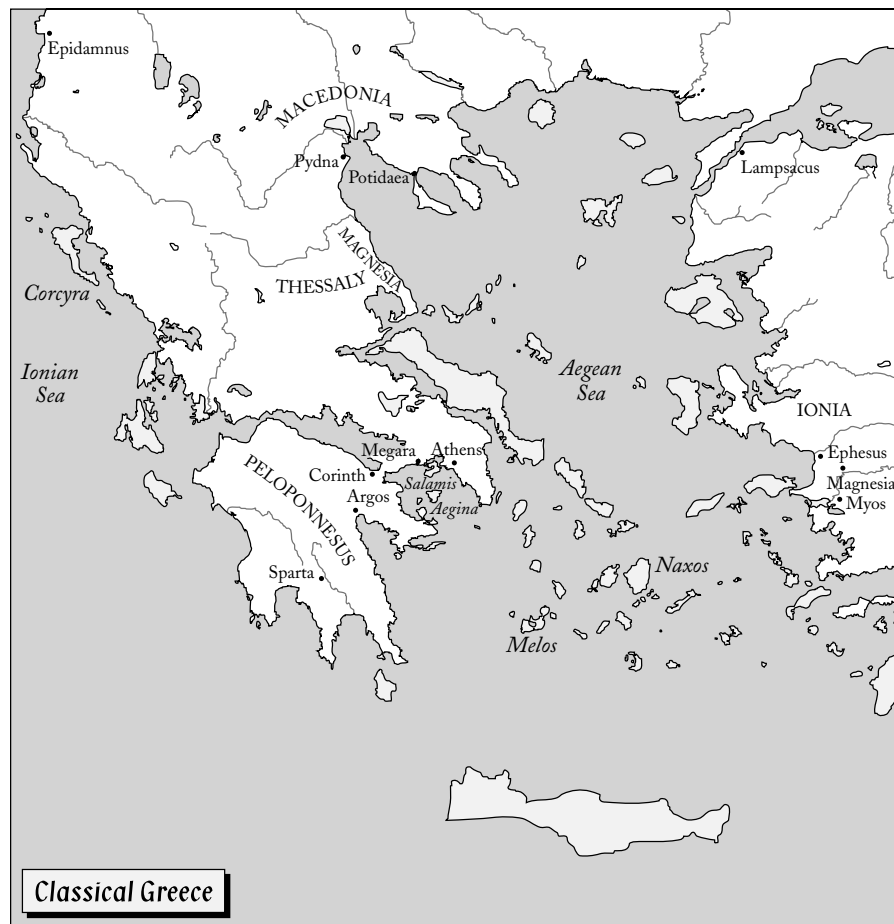 Epidamnus
MACEDONIA
Pydna
Potidaea
Lampsacus
MAGNESIA
THESSALY
Corcyra
Ionian
Sea
Aegean
Sea
IONIA
Megara
Athens
Ephesus
Corinth
Salamis
Magnesia
PELOPONNESUS
Argos
Aegina
Myos
Sparta
Naxos
Melos
Classical Greece